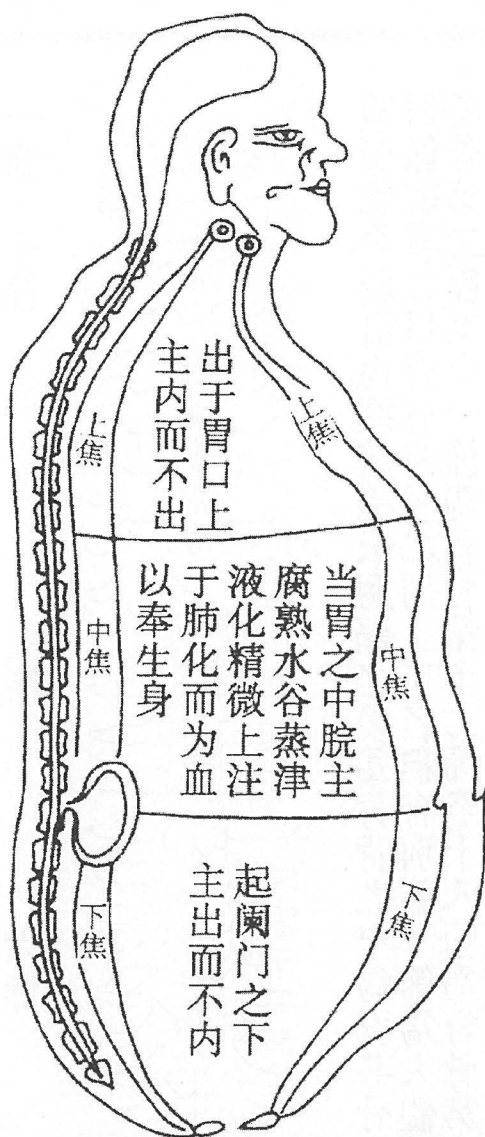 上焦
出于胃口上
主内而不出
上焦
中焦
当胃之中脘主
腐熟水谷蒸津
液化精微上注
于肺化而为血
以奉生身
中焦
下焦
起阑门之下
主出而不内
下焦